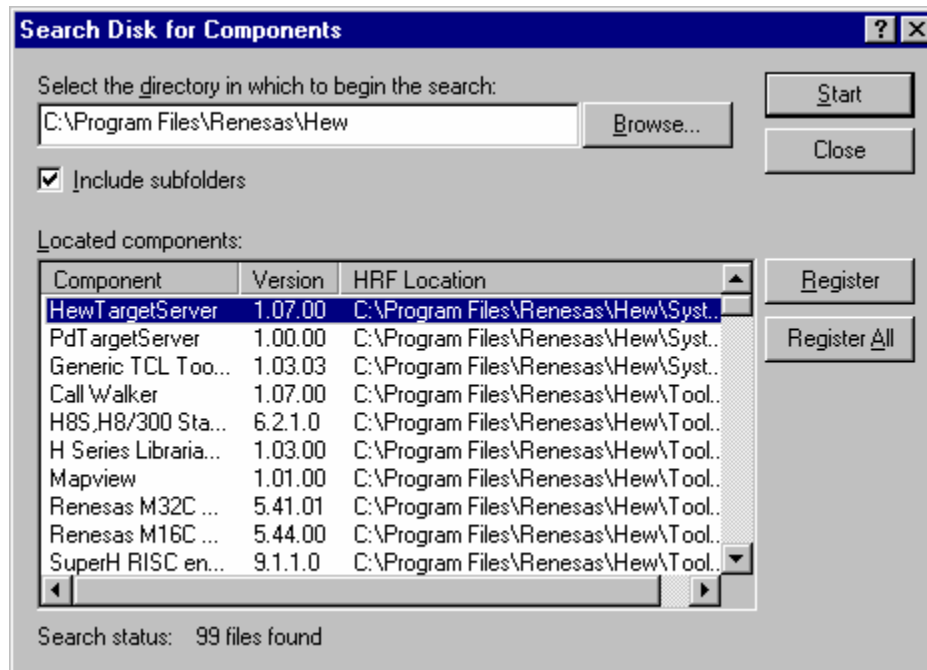 Search Disk for Components
Select the directory in which to begin the search:
C:\Program Files\Renesas\Hew
Browse...
Start
Close
Include subfolders
Located components:
Component Version HRF Location
HewTargetServer 1.07.00 C:\Program Files\Renesas\Hew\Syst..
PdTargetServer 1.00.00 C:\Program Files\Renesas\Hew\Syst..
Generic TCL Too... 1.03.03 C:\Program Files\Renesas\Hew\Syst..
Call Walker 1.07.00 C:\Program Files\Renesas\Hew\Tool..
H8S,H8/300 Sta... 6.2.1.0 C:\Program Files\Renesas\Hew\Tool..
H Series Libraria... 1.03.00 C:\Program Files\Renesas\Hew\Tool..
Mapview 1.01.00 C:\Program Files\Renesas\Hew\Tool..
Renesas M32C ... 5.41.01 C:\Program Files\Renesas\Hew\Tool..
Renesas M16C ... 5.44.00 C:\Program Files\Renesas\Hew\Tool..
SuperH RISC en... 9.1.1.0 C:\Program Files\Renesas\Hew\Tool..
Register
Register All
Search status: 99 files found